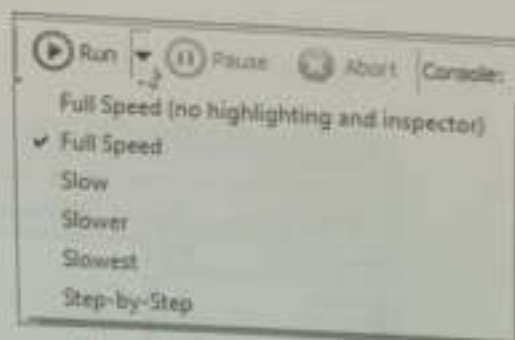 Run Pause Abort Console:
Full Speed (no highlighting and inspector)
✔ Full Speed
Slow
Slower
Slowest
Step-by-Step